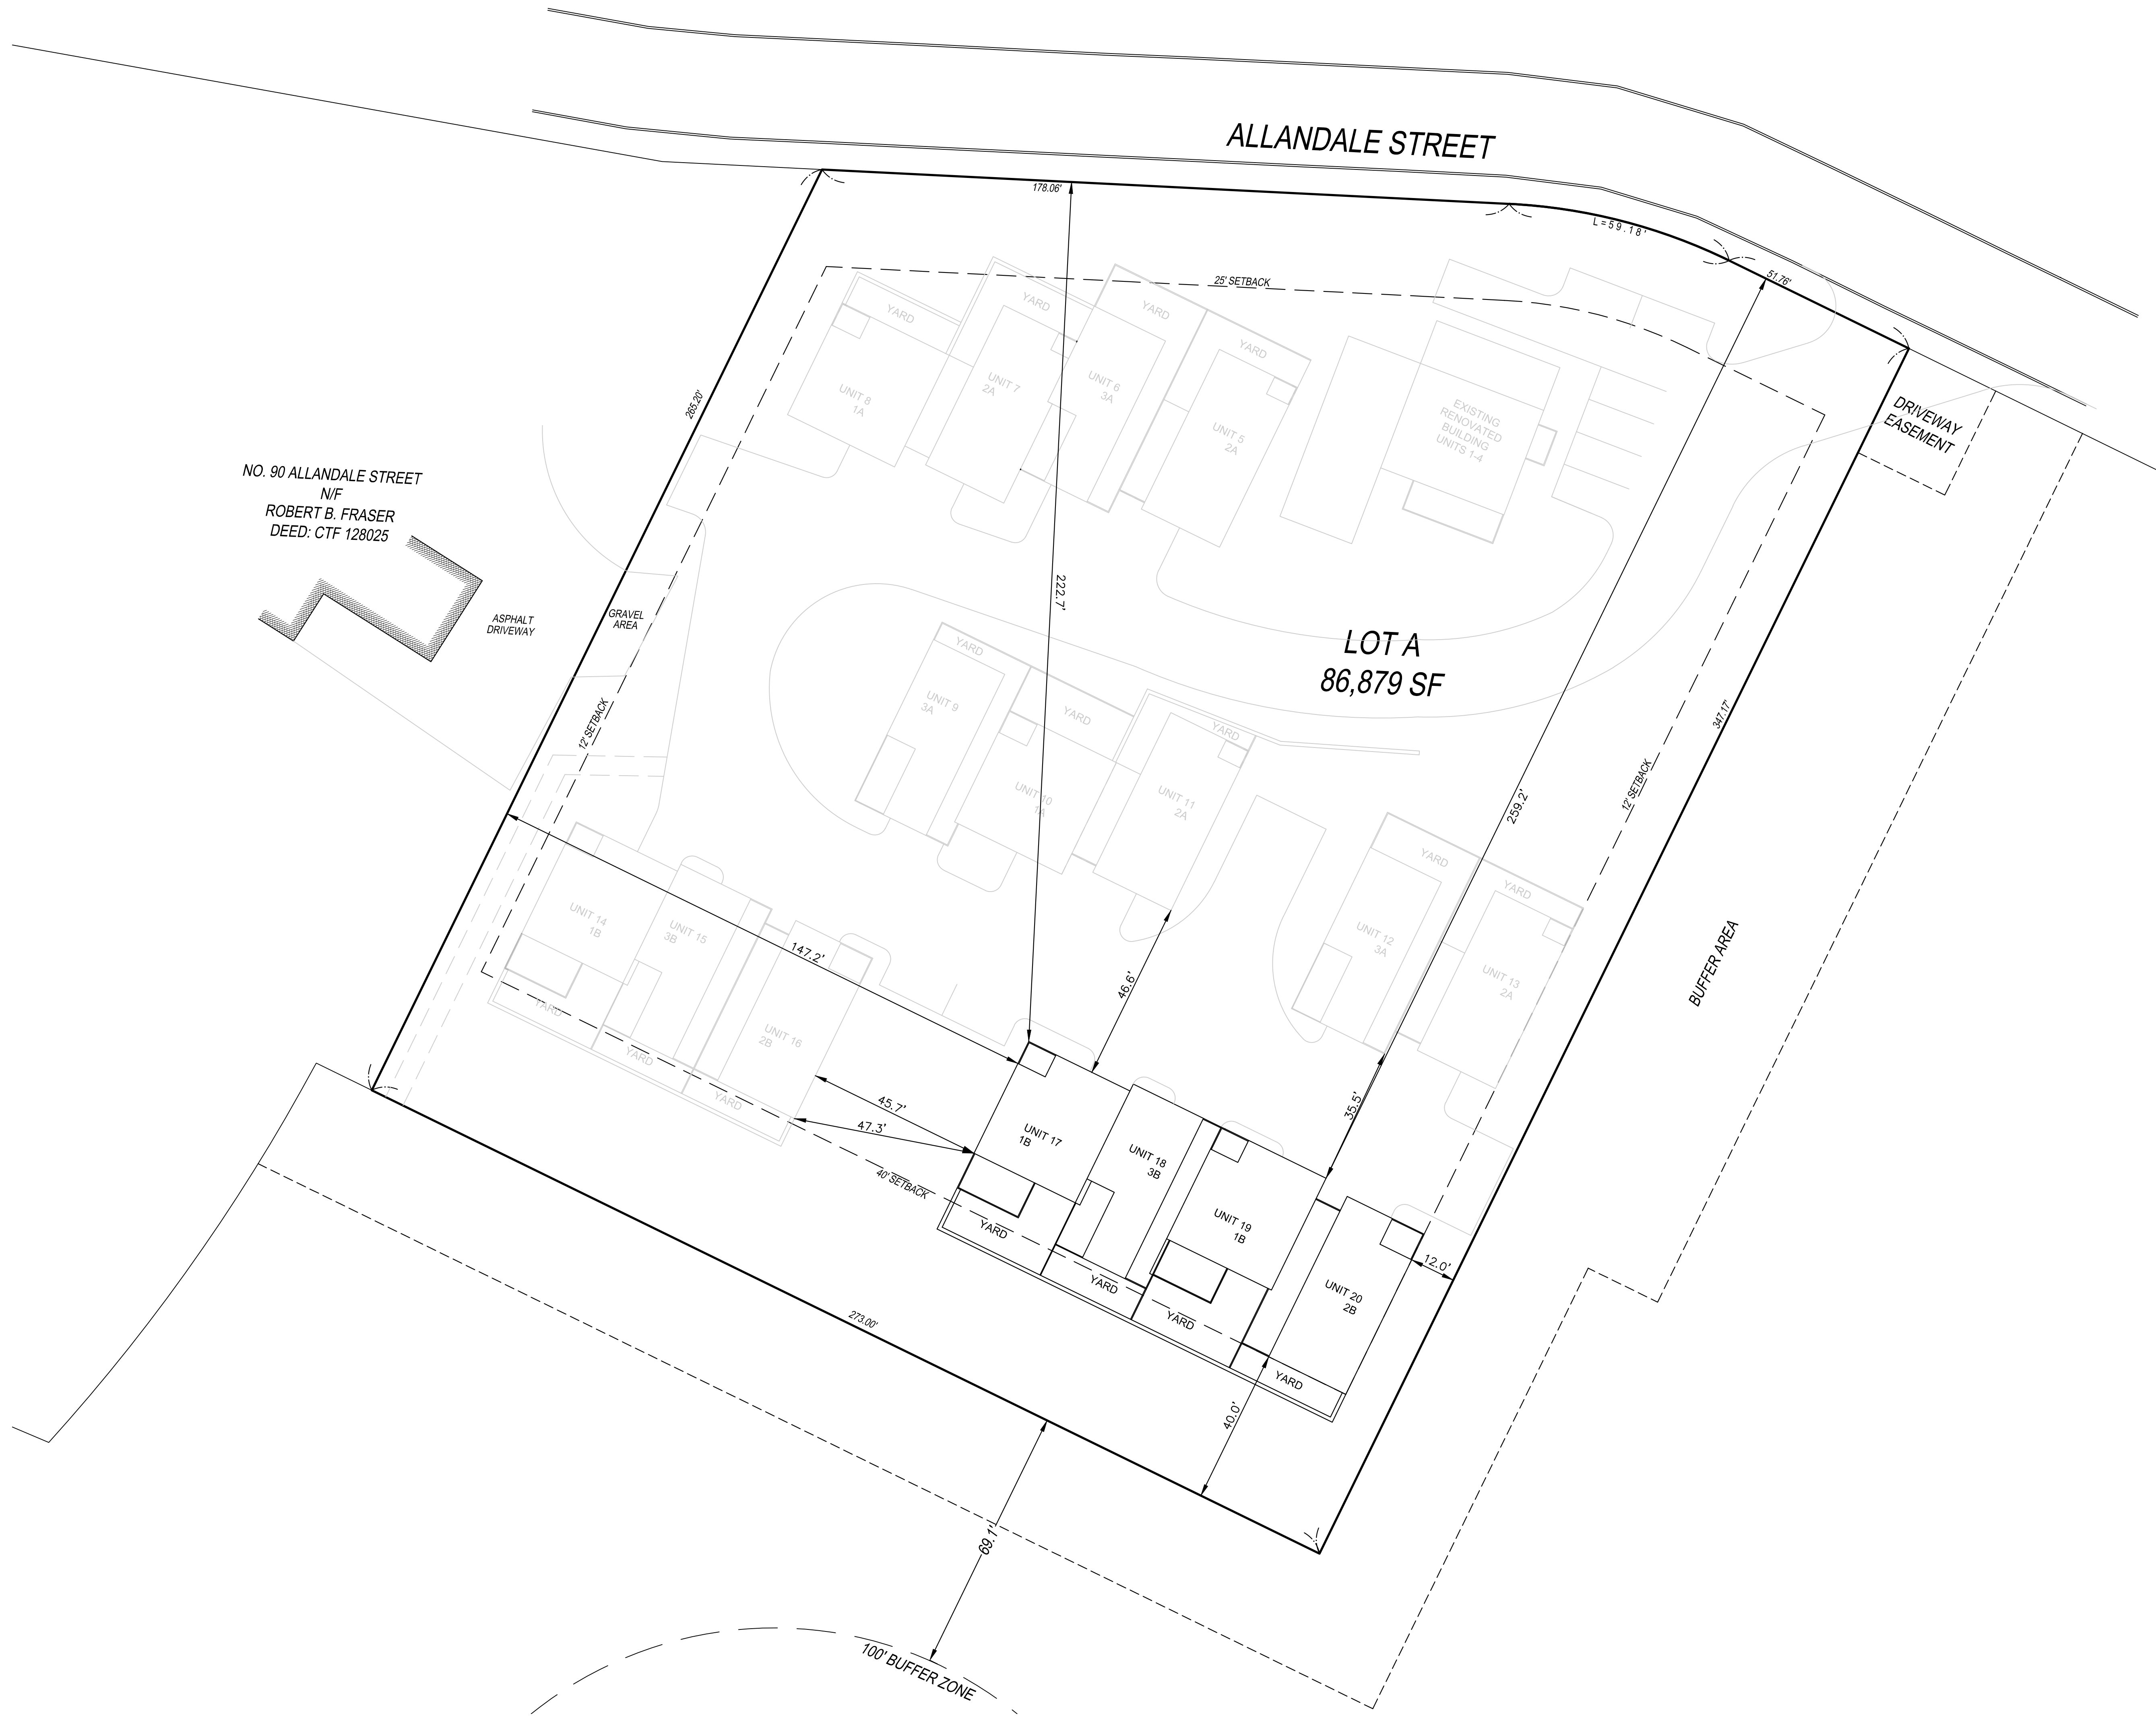 ALLANDALE STREET
178.06'
L=59.18'
51.76'
25' SETBACK
YARD
YARD
YARD
YARD
UNIT 8
1A
UNIT 7
2A
UNIT 6
3A
UNIT 5
2A
EXISTING
RENOVATED
BUILDING
UNITS 1-4
DRIVEWAY
EASEMENT
265.20'
NO. 90 ALLANDALE STREET
N/F
ROBERT B. FRASER
DEED: CTF 128025
ASPHALT
DRIVEWAY
GRAVEL
AREA
222.7'
LOT A
86,879 SF
12' SETBACK
YARD
UNIT 9
3A
YARD
UNIT 10
1A
YARD
UNIT 11
2A
259.2'
12' SETBACK
347.17'
YARD
UNIT 12
3A
YARD
UNIT 13
2A
BUFFER AREA
UNIT 14
1B
YARD
UNIT 15
3B
YARD
UNIT 16
2B
YARD
147.2'
46.6'
45.7'
47.3'
35.5'
40' SETBACK
UNIT 17
1B
YARD
UNIT 18
3B
YARD
UNIT 19
1B
YARD
UNIT 20
2B
YARD
12.0'
273.00'
40.0'
69.1'
100' BUFFER ZONE